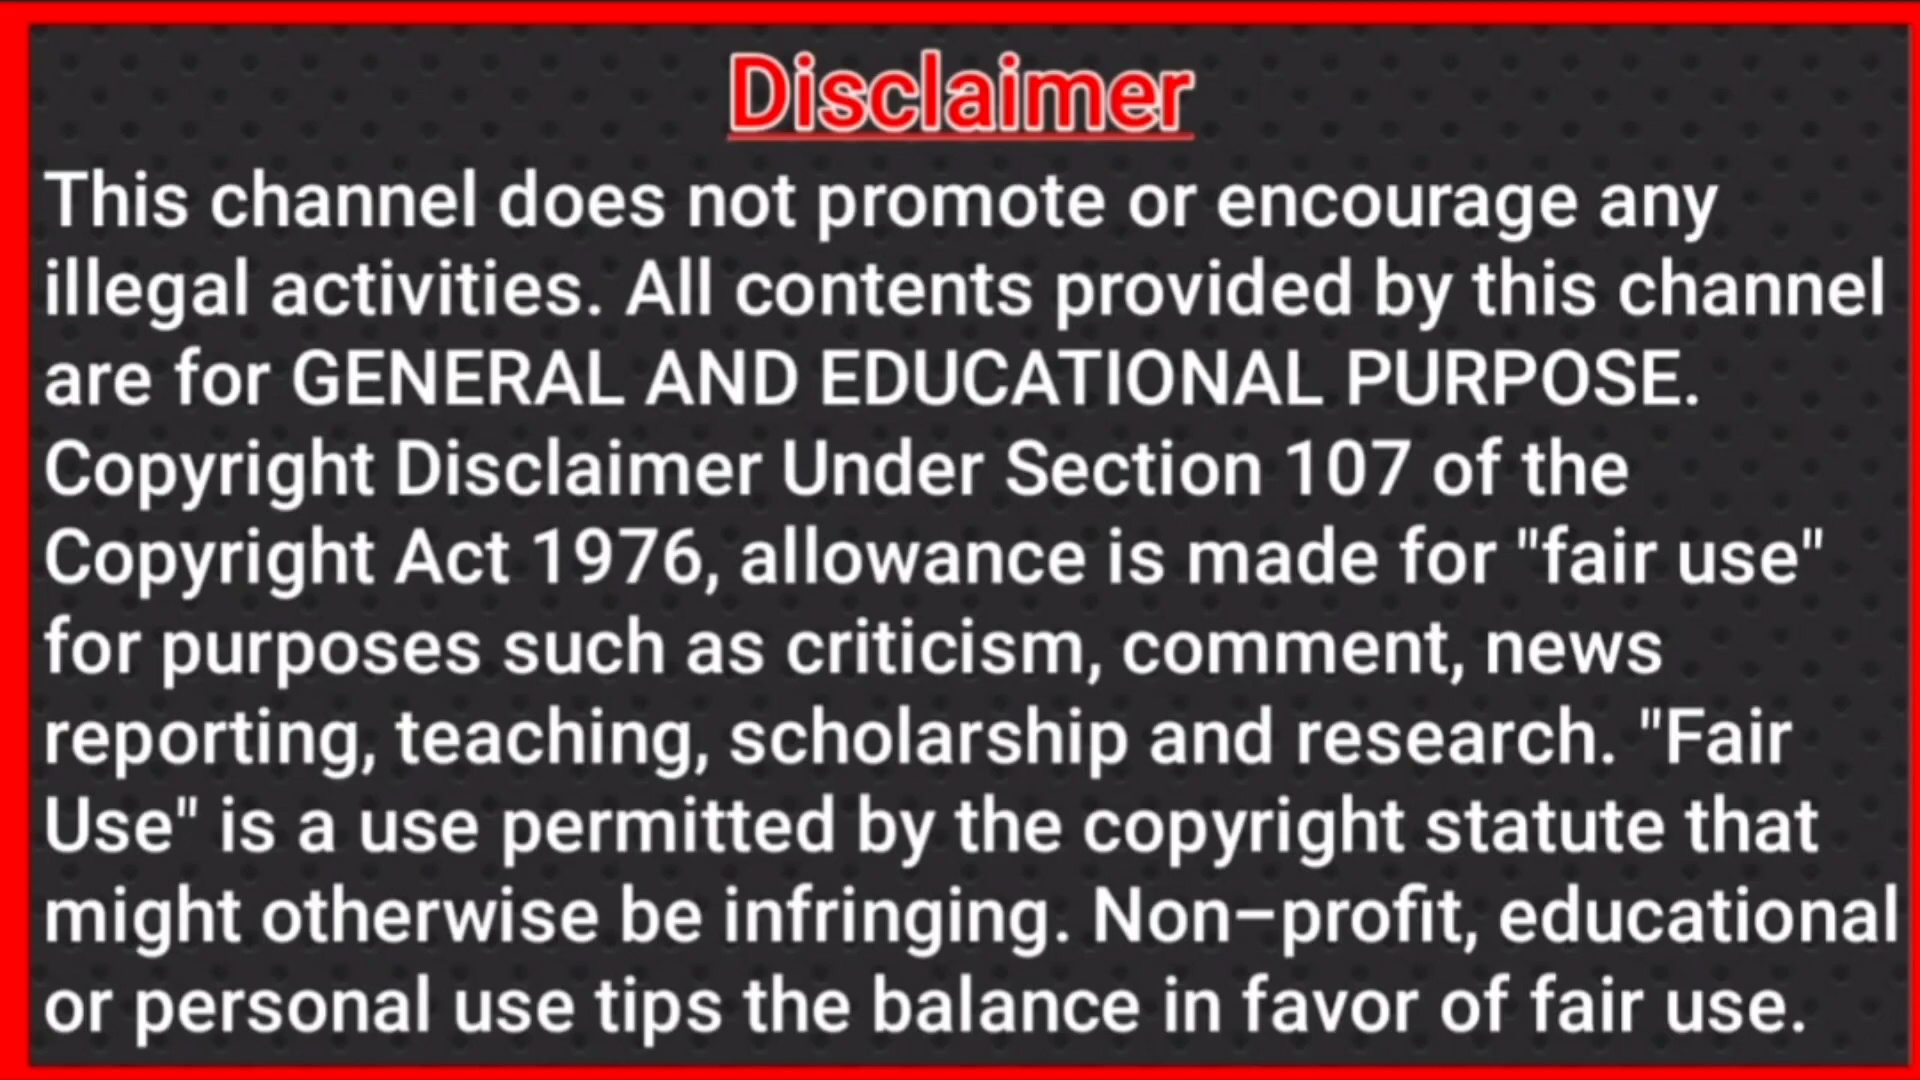 Disclaimer
This channel does not promote or encourage any
illegal activities. All contents provided by this channel
are for GENERAL AND EDUCATIONAL PURPOSE.
Copyright Disclaimer Under Section 107 of the
Copyright Act 1976, allowance is made for "fair use"
for purposes such as criticism, comment, news
reporting, teaching, scholarship and research. "Fair
Use" is a use permitted by the copyright statute that
might otherwise be infringing. Non–profit, educational
or personal use tips the balance in favor of fair use.